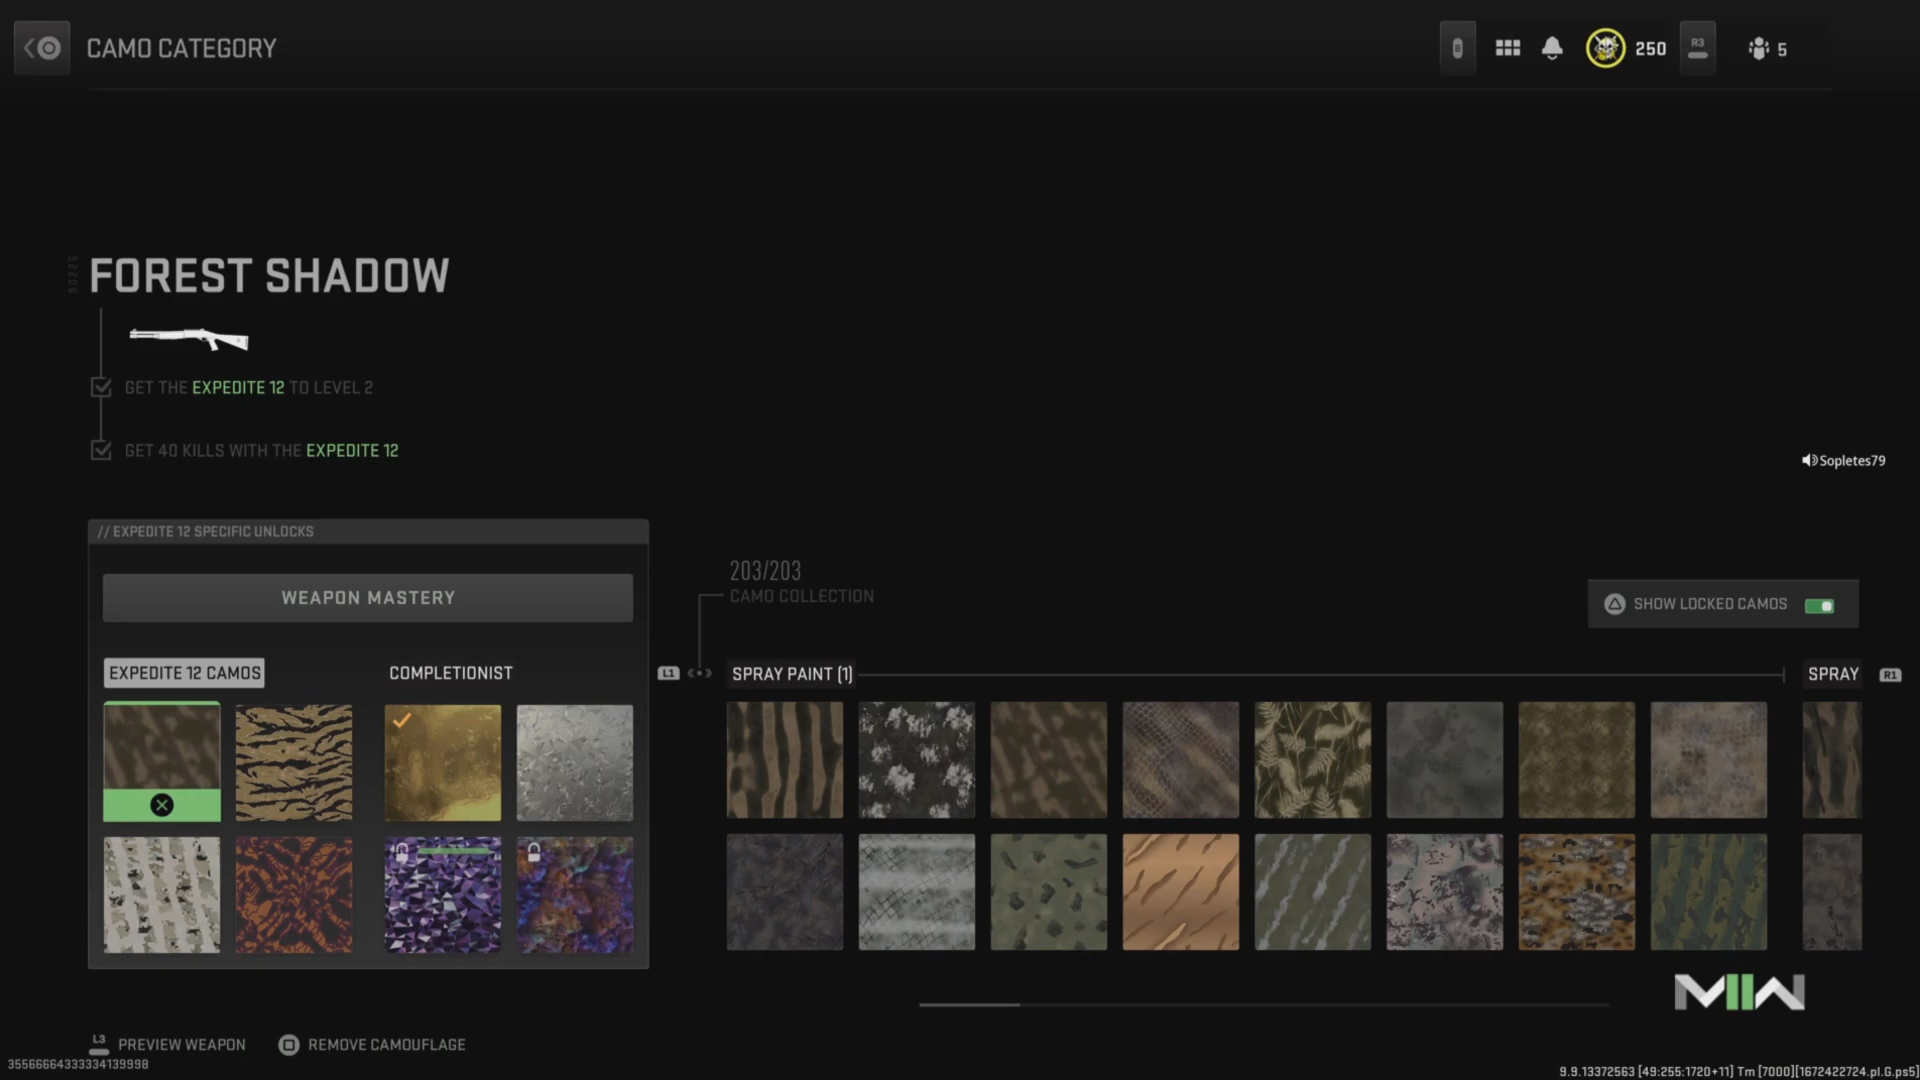 CAMO CATEGORY
250
R3
5
FOREST SHADOW
GET THE EXPEDITE 12 TO LEVEL 2
GET 40 KILLS WITH THE EXPEDITE 12
Sopletes79
// EXPEDITE 12 SPECIFIC UNLOCKS
WEAPON MASTERY
203/203
CAMO COLLECTION
SHOW LOCKED CAMOS
EXPEDITE 12 CAMOS
COMPLETIONIST
L1
SPRAY PAINT (1)
SPRAY
R1
MIIW
L3
PREVIEW WEAPON
REMOVE CAMOUFLAGE
35566664333334139998
9.9.13372563 [49:255:1720+11] Tm [7000][1672422724.pl.G.ps5]